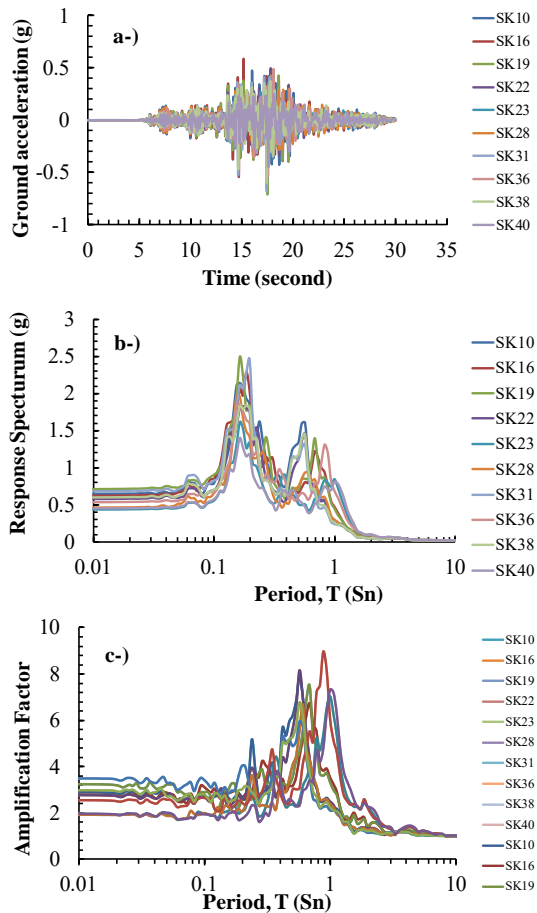 a-)
Ground acceleration (g)
1
0.5
0
-0.5
-1
0
5
10
15
20
25
30
35
Time (second)
SK10
SK16
SK19
SK22
SK23
SK28
SK31
SK36
SK38
SK40
b-)
Response Specturum (g)
3
2.5
2
1.5
1
0.5
0
0.01
0.1
1
10
Period, T (Sn)
SK10
SK16
SK19
SK22
SK23
SK28
SK31
SK36
SK38
SK40
c-)
Amplification Factor
10
8
6
4
2
0
0.01
0.1
1
10
Period, T (Sn)
SK10
SK16
SK19
SK22
SK23
SK28
SK31
SK36
SK38
SK40
SK10
SK16
SK19